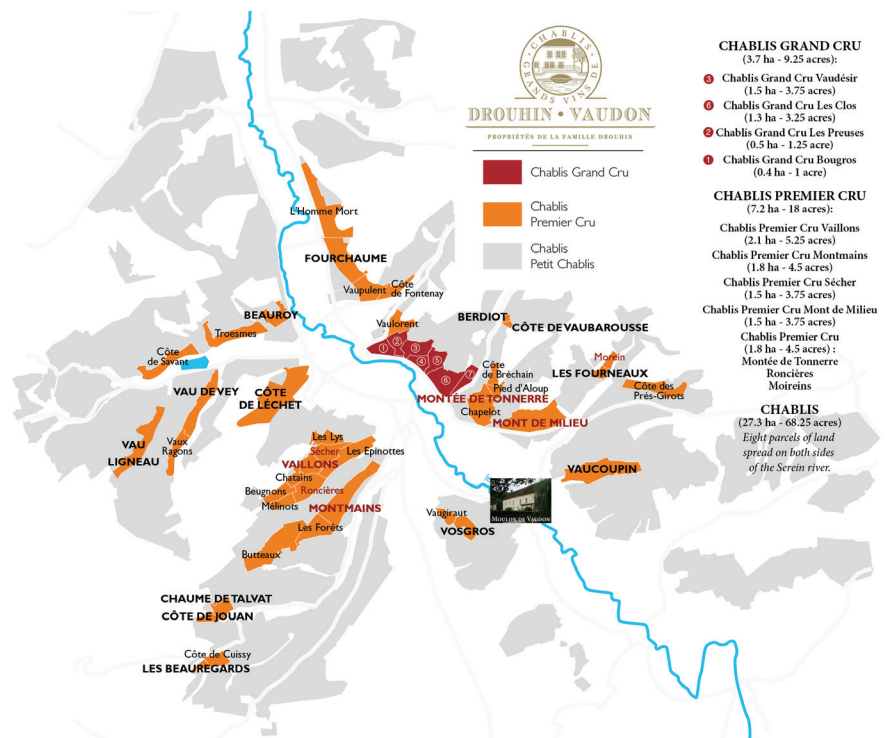 CHABLIS
GRANDS VINS DE
DROUHIN • VAUDON
PROPRIÉTÉS DE LA FAMILLE DROUHIN
Chablis Grand Cru
Chablis
Premier Cru
Chablis
Petit Chablis
CHABLIS GRAND CRU
(3.7 ha - 9.25 acres):
3 Chablis Grand Cru Vaudésir
(1.5 ha - 3.75 acres)
6 Chablis Grand Cru Les Clos
(1.3 ha - 3.25 acres)
2 Chablis Grand Cru Les Preuses
(0.5 ha - 1.25 acre)
1 Chablis Grand Cru Bougros
(0.4 ha - 1 acre)
CHABLIS PREMIER CRU
(7.2 ha - 18 acres):
Chablis Premier Cru Vaillons
(2.1 ha - 5.25 acres)
Chablis Premier Cru Montmains
(1.8 ha - 4.5 acres)
Chablis Premier Cru Sécher
(1.5 ha - 3.75 acres)
Chablis Premier Cru Mont de Milieu
(1.5 ha - 3.75 acres)
Chablis Premier Cru
(1.8 ha - 4.5 acres) :
Montée de Tonnerre
Roncières
Moireins
CHABLIS
(27.3 ha - 68.25 acres)
Eight parcels of land
spread on both sides
of the Serein river.
L'Homme Mort
FOURCHAUME
Vaupulent
Côte
de Fontenay
Vaulorent
BEAUROY
Troesmes
Côte
de Savant
BERDIOT
CÔTE DE VAUBAROUSSE
1
2
3
4
5
6
7
Côte
de Bréchain
Pied d'Aloup
MONTÉE DE TONNERRE
Chapelot
MONT DE MILIEU
Morein
LES FOURNEAUX
Côte des
Prés-Girots
VAU DE VEY
CÔTE
DE LÉCHET
VAU
LIGNEAU
Vaux
Ragons
Les Lys
Sécher
Les Epinottes
VAILLONS
Chatains
Beugnons
Roncières
Mélinots
MONTMAINS
Les Forêts
Butteaux
VAUCOUPIN
MOULON DE VAUDON
Vaugiraut
VOSGROS
CHAUME DE TALVAT
CÔTE DE JOUAN
Côte de Cuissy
LES BEAUREGARDS